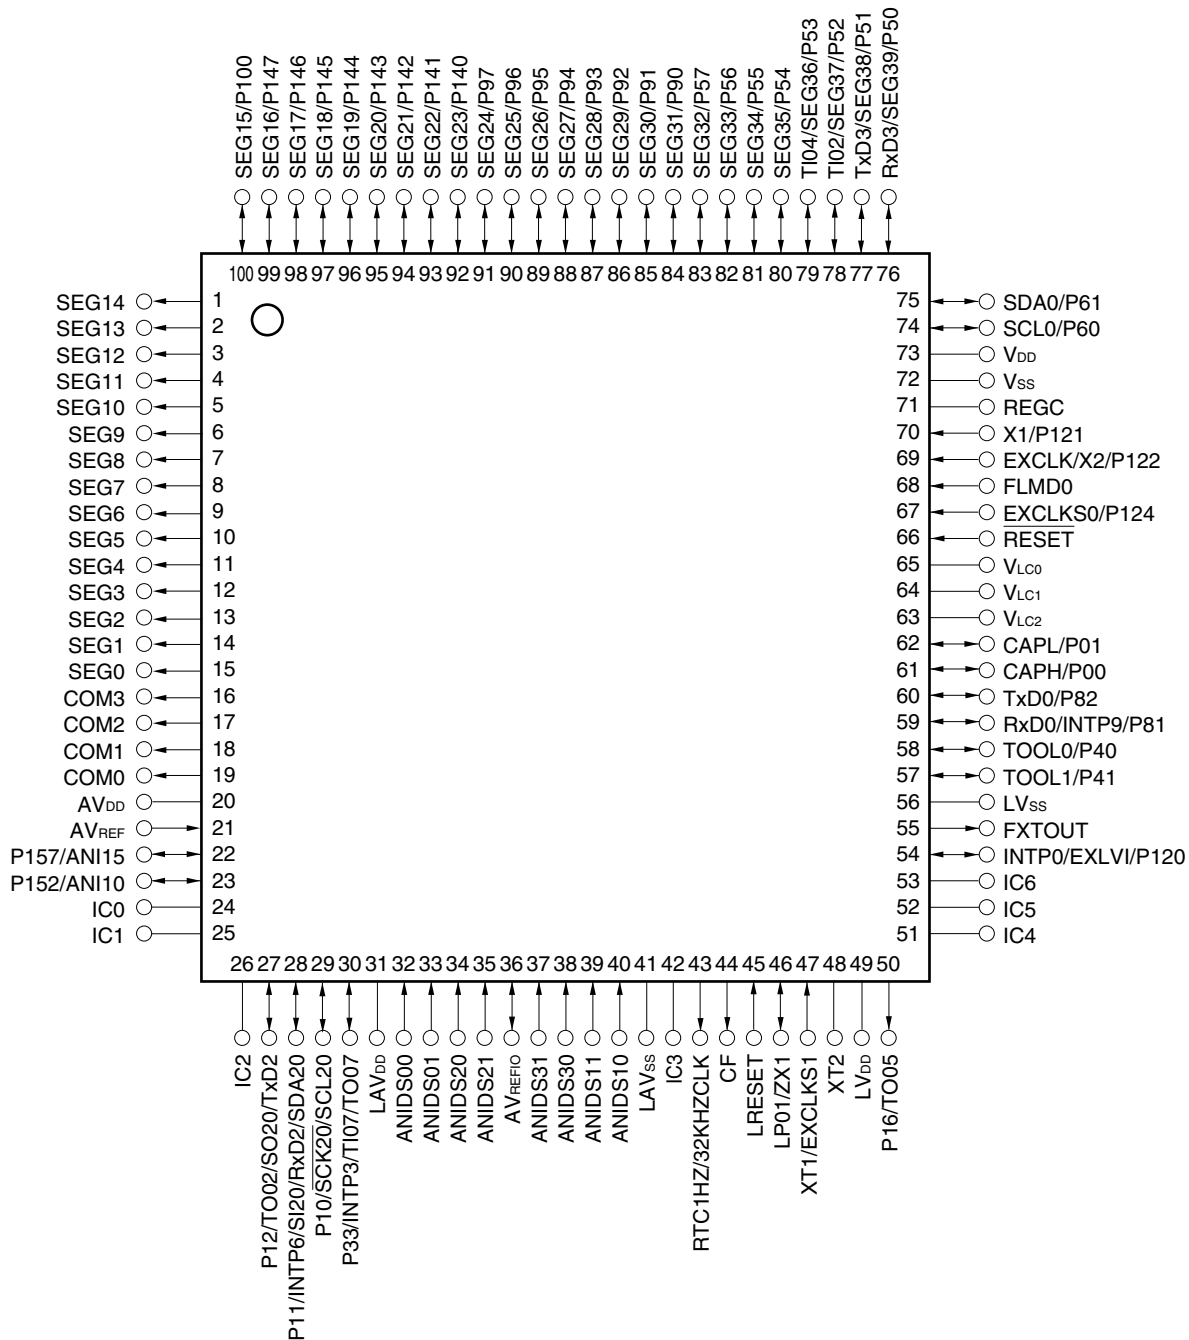 SEG15/P100
SEG16/P147
SEG17/P146
SEG18/P145
SEG19/P144
SEG20/P143
SEG21/P142
SEG22/P141
SEG23/P140
SEG24/P97
SEG25/P96
SEG26/P95
SEG27/P94
SEG28/P93
SEG29/P92
SEG30/P91
SEG31/P90
SEG32/P57
SEG33/P56
SEG34/P55
SEG35/P54
TI04/SEG36/P53
TI02/SEG37/P52
TxD3/SEG38/P51
RxD3/SEG39/P50
100 99 98 97 96 95 94 93 92 91 90 89 88 87 86 85 84 83 82 81 80 79 78 77 76
SEG14 1
SEG13 2
SEG12 3
SEG11 4
SEG10 5
SEG9 6
SEG8 7
SEG7 8
SEG6 9
SEG5 10
SEG4 11
SEG3 12
SEG2 13
SEG1 14
SEG0 15
COM3 16
COM2 17
COM1 18
COM0 19
AVDD 20
AVREF 21
P157/ANI15 22
P152/ANI10 23
IC0 24
IC1 25
75 SDA0/P61
74 SCL0/P60
73 VDD
72 VSS
71 REGC
70 X1/P121
69 EXCLK/X2/P122
68 FLMD0
67 EXCLKS0/P124
66 RESET
65 VLC0
64 VLC1
63 VLC2
62 CAPL/P01
61 CAPH/P00
60 TxD0/P82
59 RxD0/INTP9/P81
58 TOOL0/P40
57 TOOL1/P41
56 LVSS
55 FXTOUT
54 INTP0/EXLVI/P120
53 IC6
52 IC5
51 IC4
26 27 28 29 30 31 32 33 34 35 36 37 38 39 40 41 42 43 44 45 46 47 48 49 50
IC2
P12/TO02/SO20/TxD2
P11/INTP6/SI20/RxD2/SDA20
P10/SCK20/SCL20
P33/INTP3/TI07/TO07
LAVDD
ANIDS00
ANIDS01
ANIDS20
ANIDS21
AVREFIO
ANIDS31
ANIDS30
ANIDS11
ANIDS10
LAVSS
IC3
RTC1HZ/32KHZCLK
CF
LRESET
LP01/ZX1
XT1/EXCLKS1
XT2
LVDD
P16/TO05